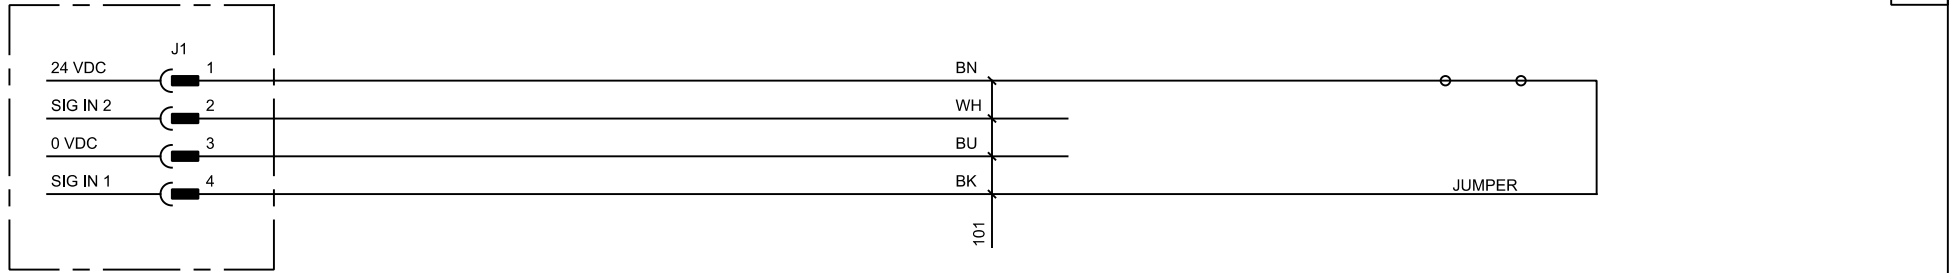 J1
24 VDC 1 BN
SIG IN 2 2 WH
0 VDC 3 BU
SIG IN 1 4 BK
JUMPER
101